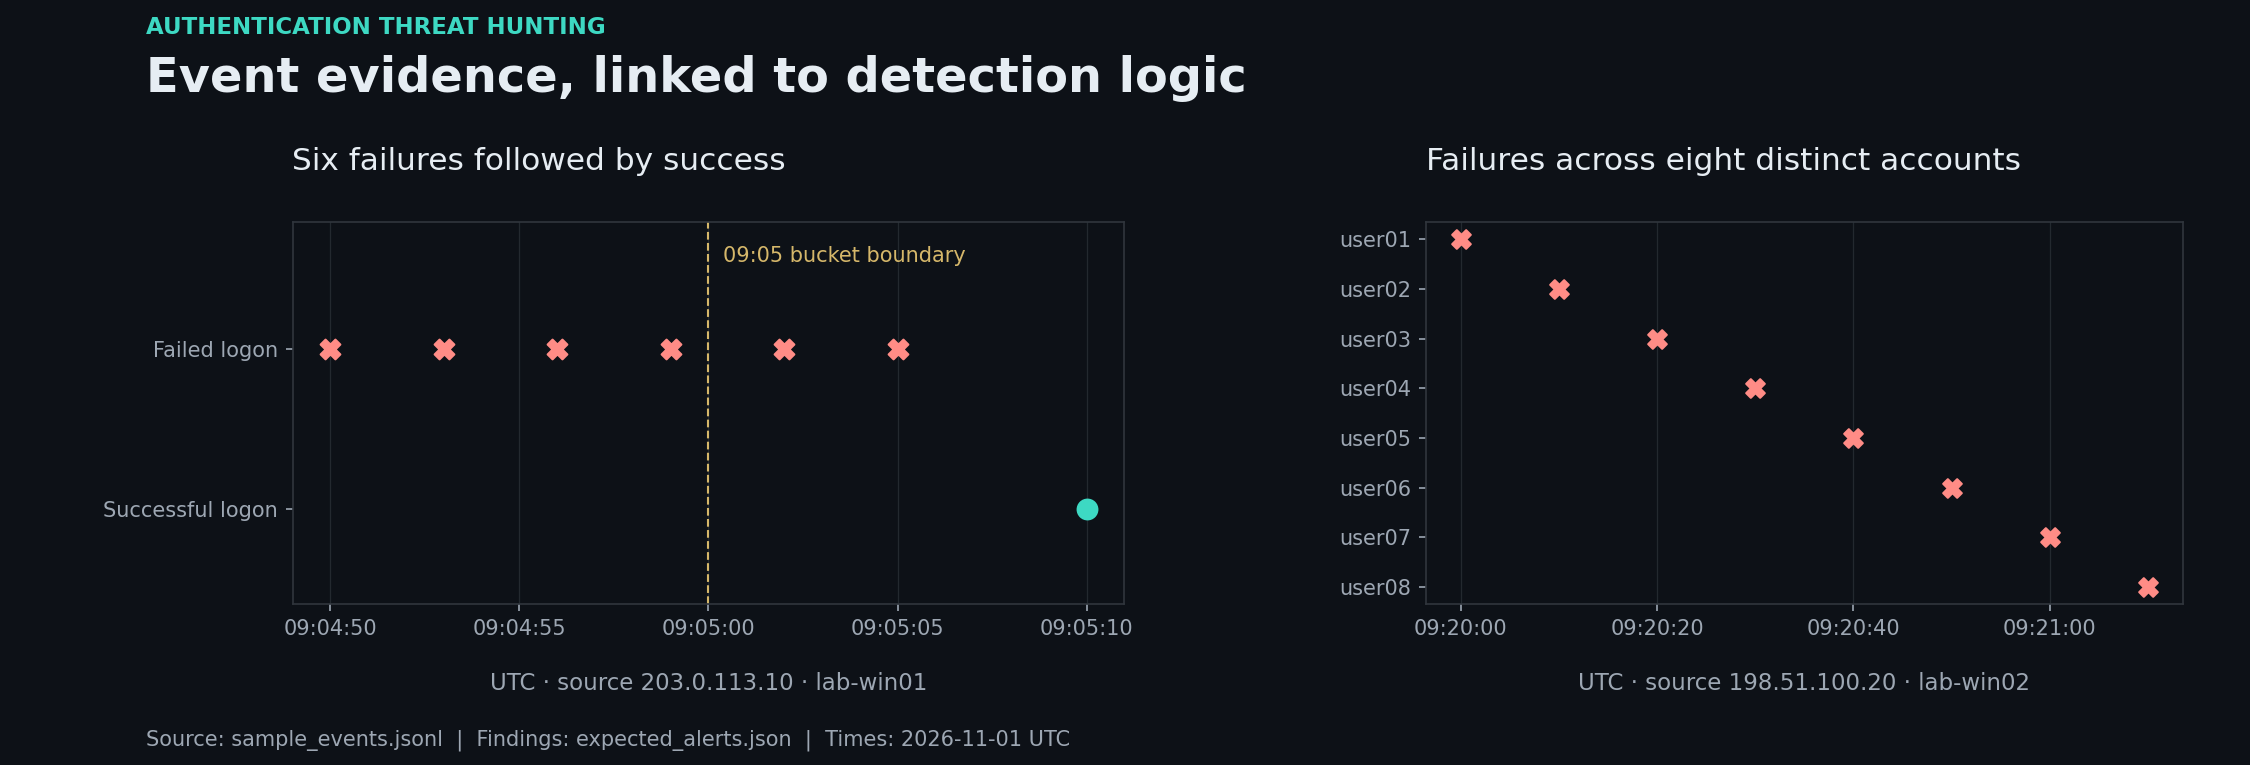 AUTHENTICATION THREAT HUNTING
Event evidence, linked to detection logic
Six failures followed by success
09:05 bucket boundary
Failed logon
Successful logon
09:04:50 09:04:55 09:05:00 09:05:05 09:05:10
UTC · source 203.0.113.10 · lab-win01
Failures across eight distinct accounts
user01
user02
user03
user04
user05
user06
user07
user08
09:20:00 09:20:20 09:20:40 09:21:00
UTC · source 198.51.100.20 · lab-win02
Source: sample_events.jsonl | Findings: expected_alerts.json | Times: 2026-11-01 UTC